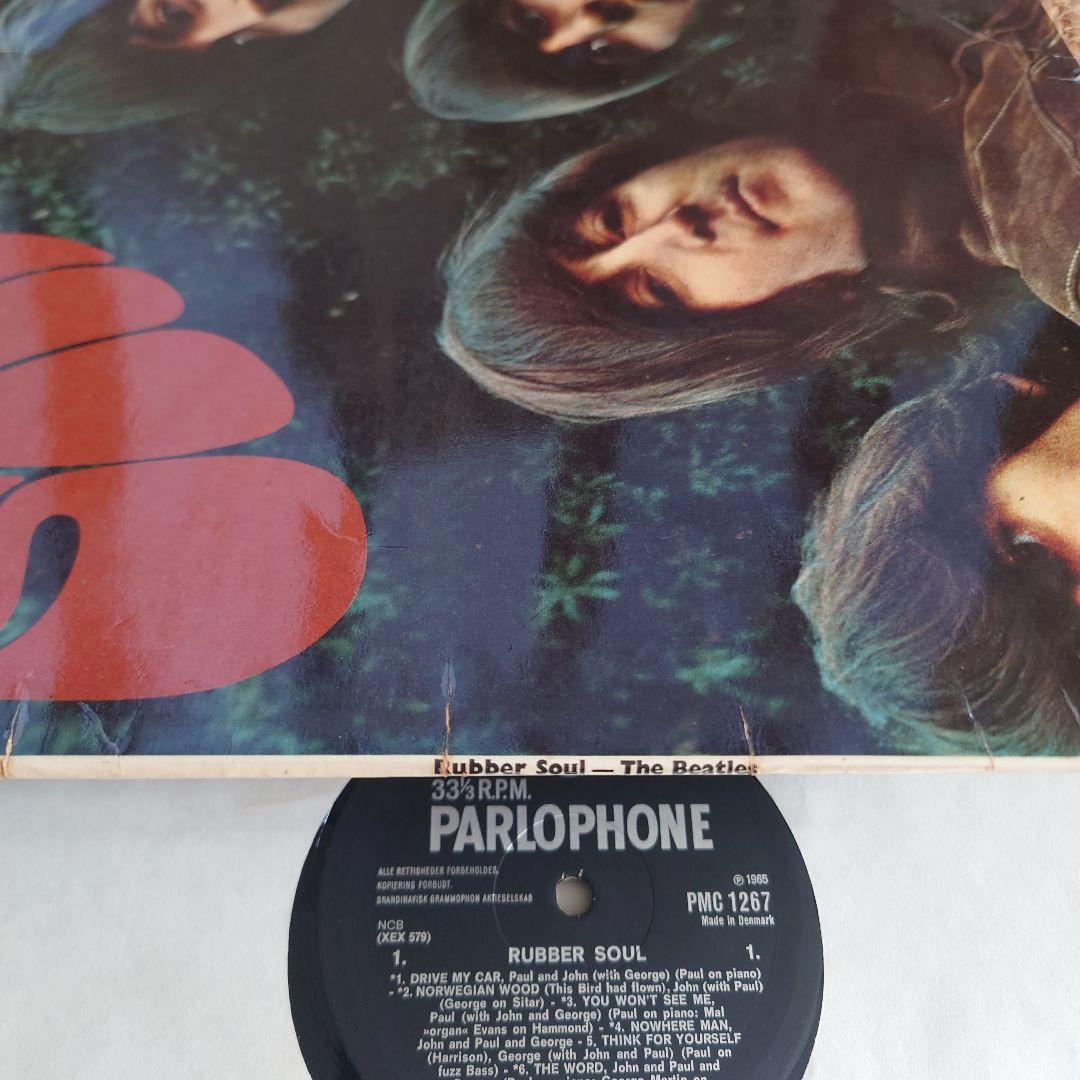 Rubber Soul — The Beatles
33⅓ R.P.M.
PARLOPHONE
ALLE RETTIGHEDER FORBEHOLDES,
KOPIERING FORBUDT.
SKANDINAVISK GRAMMOPHON AKTIESELSKAB
℗ 1965
PMC 1267
Made in Denmark
NCB
(XEX 579)
1. RUBBER SOUL 1.
*1. DRIVE MY CAR, Paul and John (with George) (Paul on piano)
- *2. NORWEGIAN WOOD (This Bird had flown), John (with Paul)
(George on Sitar) - *3. YOU WON'T SEE ME,
Paul (with John and George) (Paul on piano: Mal
»organ« Evans on Hammond) - *4. NOWHERE MAN,
John and Paul and George - 5. THINK FOR YOURSELF
(Harrison), George (with John and Paul) (Paul on
fuzz Bass) - *6. THE WORD, John and Paul and
George Martin on